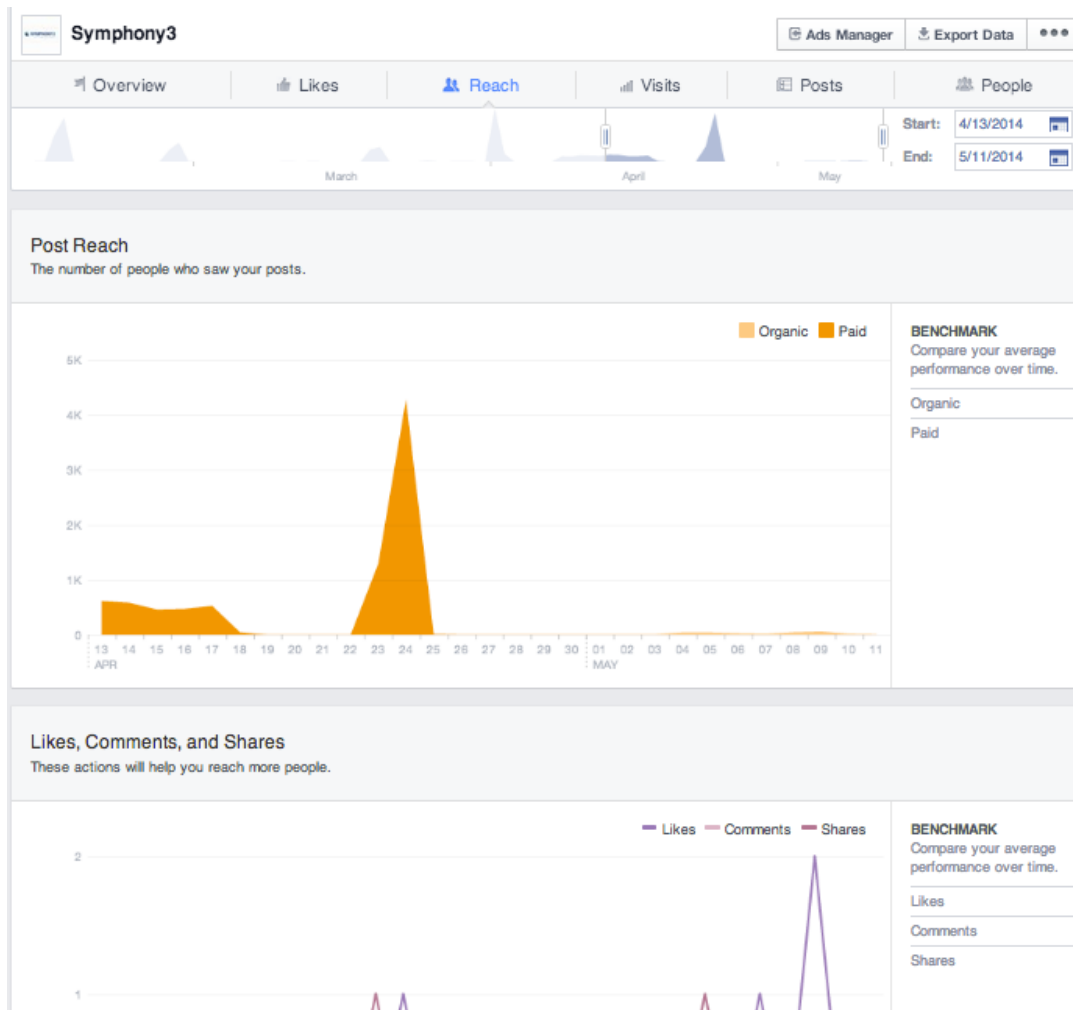 Symphony3
Ads Manager
Export Data
Overview
Likes
Reach
Visits
Posts
People
Start: 4/13/2014
End: 5/11/2014
March
April
May
Post Reach
The number of people who saw your posts.
Organic Paid
BENCHMARK
Compare your average
performance over time.
Organic
Paid
5K
4K
3K
2K
1K
0
13 14 15 16 17 18 19 20 21 22 23 24 25 26 27 28 29 30 01 02 03 04 05 06 07 08 09 10 11
APR MAY
Likes, Comments, and Shares
These actions will help you reach more people.
Likes Comments Shares
BENCHMARK
Compare your average
performance over time.
Likes
Comments
Shares
2
1